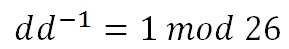 dd⁻¹ = 1 mod 26